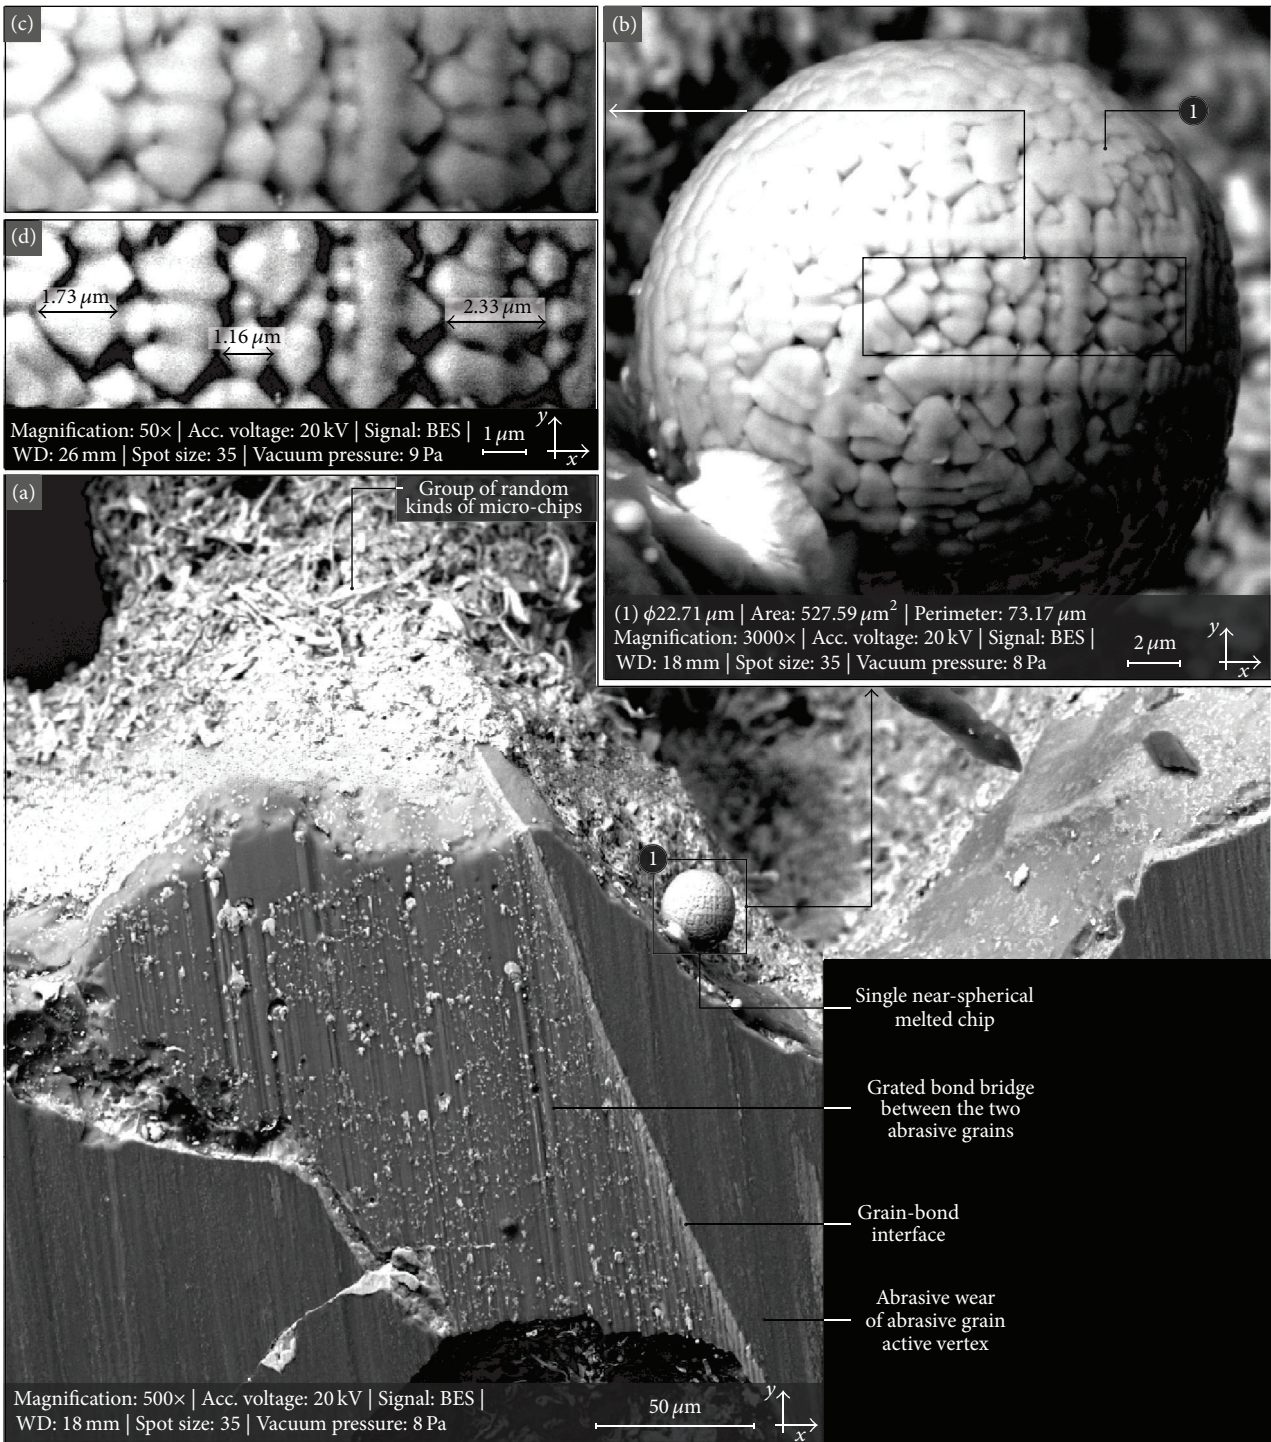 (c)
(d)
1.73 μm
1.16 μm
2.33 μm
Magnification: 50× | Acc. voltage: 20 kV | Signal: BES |
WD: 26 mm | Spot size: 35 | Vacuum pressure: 9 Pa
1 μm
y
x
(b)
1
(1) ϕ22.71 μm | Area: 527.59 μm² | Perimeter: 73.17 μm
Magnification: 3000× | Acc. voltage: 20 kV | Signal: BES |
WD: 18 mm | Spot size: 35 | Vacuum pressure: 8 Pa
2 μm
y
x
(a)
Group of random
kinds of micro-chips
1
Single near-spherical
melted chip
Grated bond bridge
between the two
abrasive grains
Grain-bond
interface
Abrasive wear
of abrasive grain
active vertex
Magnification: 500× | Acc. voltage: 20 kV | Signal: BES |
WD: 18 mm | Spot size: 35 | Vacuum pressure: 8 Pa
50 μm
y
x